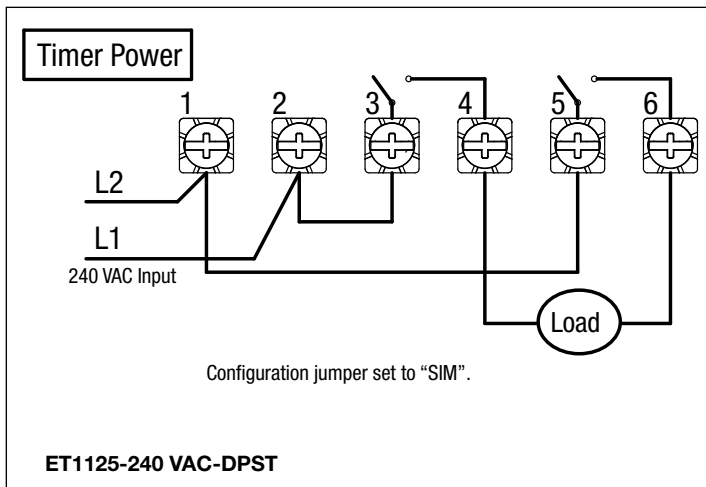 Timer Power
1 2 3 4 5 6
L2
L1
240 VAC Input
Load
Configuration jumper set to “SIM”.
ET1125-240 VAC-DPST